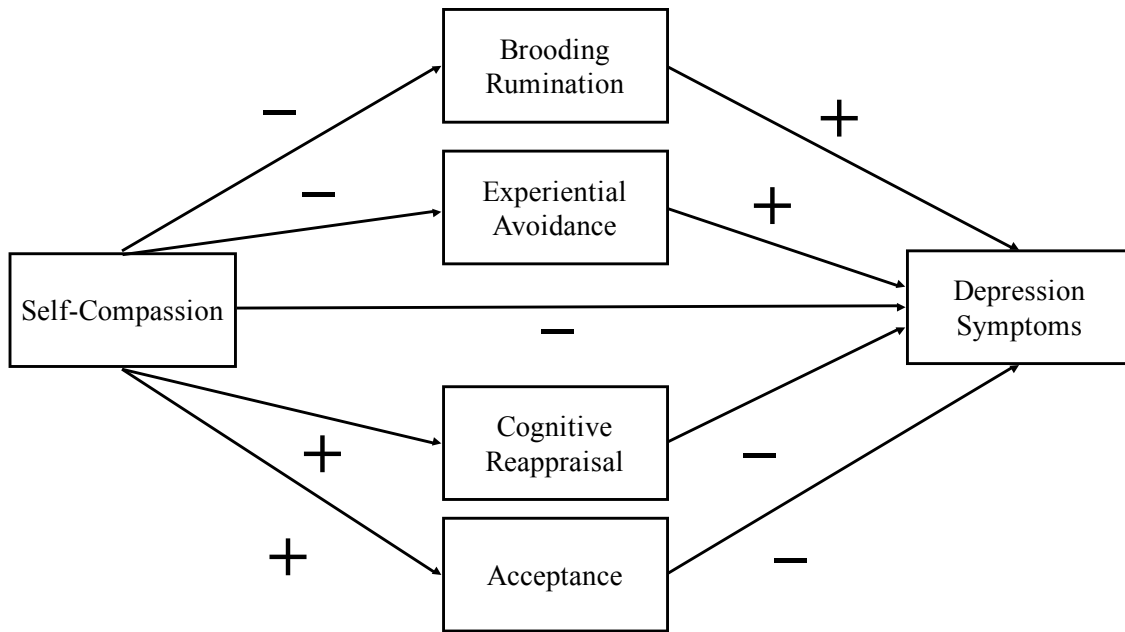 Brooding
Rumination
−
+
−
Experiential
Avoidance
+
Self-Compassion
Depression
Symptoms
−
Cognitive
Reappraisal
+
−
+
Acceptance
−